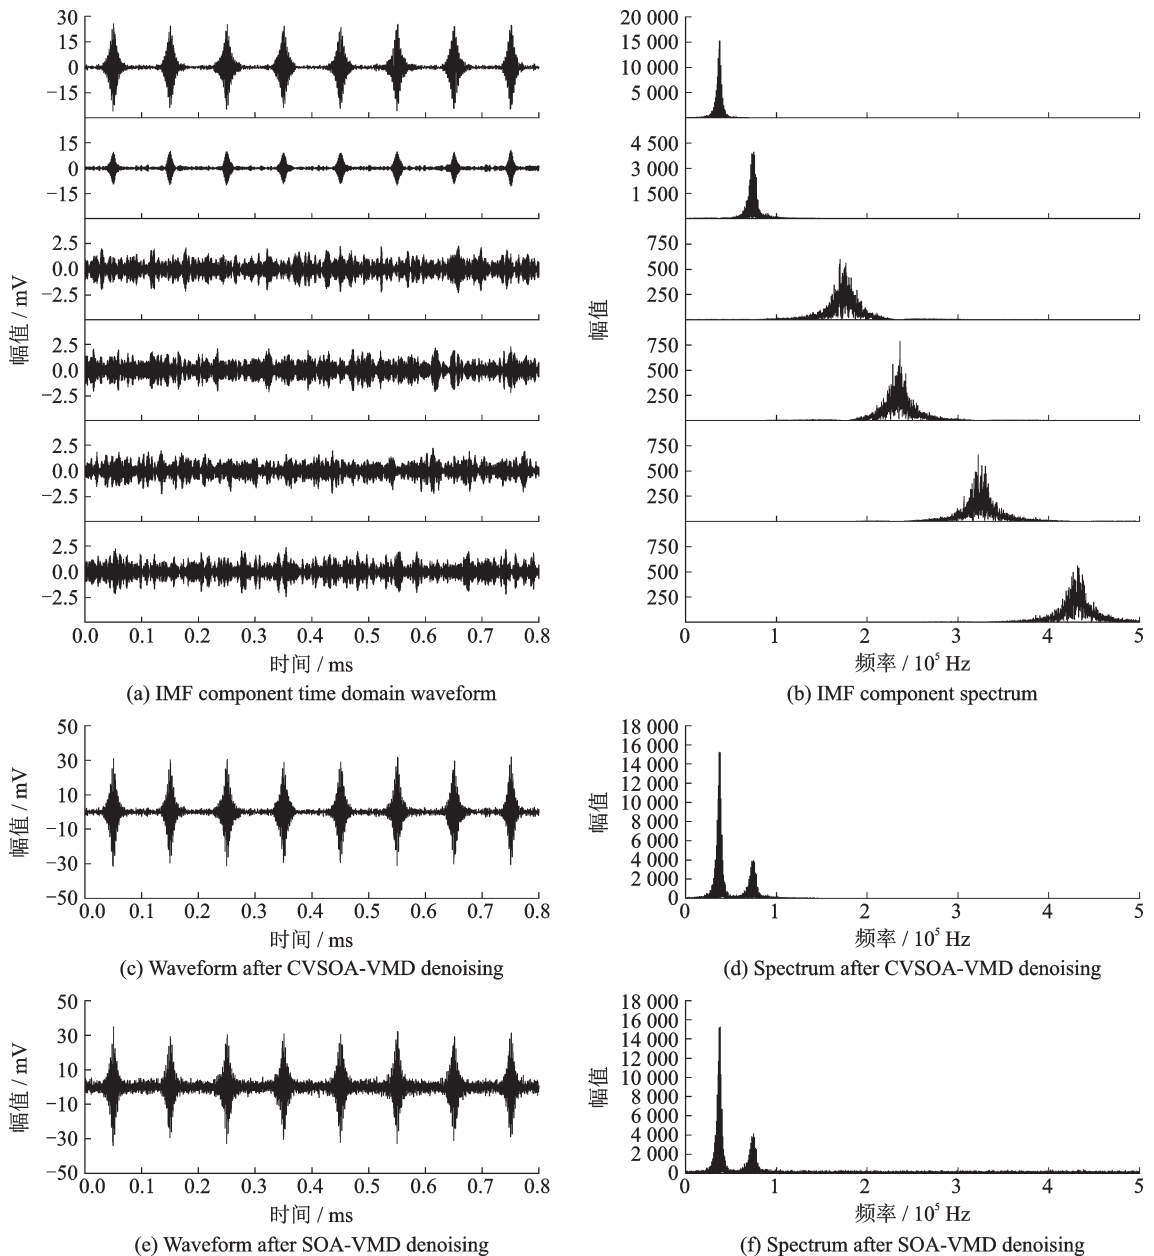 30
15
0
−15
15
0
−15
2.5
0.0
−2.5
2.5
0.0
−2.5
2.5
0.0
−2.5
2.5
0.0
−2.5
幅值 / mV
0.0 0.1 0.2 0.3 0.4 0.5 0.6 0.7 0.8
时间 / ms
(a) IMF component time domain waveform
20 000
15 000
10 000
5 000
4 500
3 000
1 500
750
500
250
750
500
250
750
500
250
750
500
250
幅值
0 1 2 3 4 5
频率 / 10⁵ Hz
(b) IMF component spectrum
50
30
10
−10
−30
−50
幅值 / mV
0.0 0.1 0.2 0.3 0.4 0.5 0.6 0.7 0.8
时间 / ms
(c) Waveform after CVSOA-VMD denoising
18 000
16 000
14 000
12 000
10 000
8 000
6 000
4 000
2 000
0
幅值
0 1 2 3 4 5
频率 / 10⁵ Hz
(d) Spectrum after CVSOA-VMD denoising
50
30
10
−10
−30
−50
幅值 / mV
0.0 0.1 0.2 0.3 0.4 0.5 0.6 0.7 0.8
时间 / ms
(e) Waveform after SOA-VMD denoising
18 000
16 000
14 000
12 000
10 000
8 000
6 000
4 000
2 000
0
幅值
0 1 2 3 4 5
频率 / 10⁵ Hz
(f) Spectrum after SOA-VMD denoising